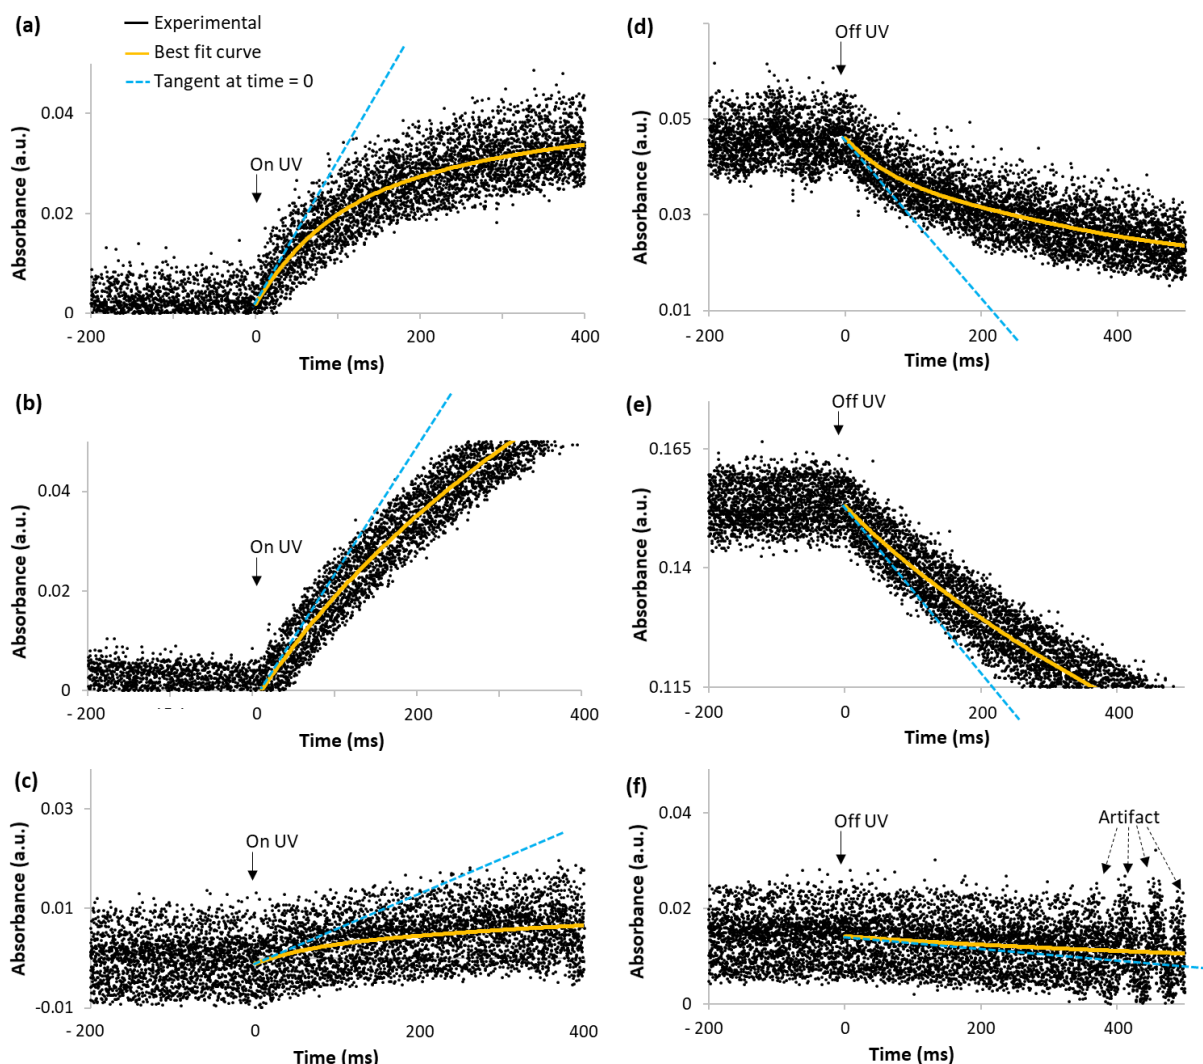 (a)
Experimental
Best fit curve
Tangent at time = 0
Absorbance (a.u.)
0.04
0.02
0
On UV
- 200
0
200
400
Time (ms)
(d)
Off UV
Absorbance (a.u.)
0.05
0.03
0.01
- 200
0
200
400
Time (ms)
(b)
Absorbance (a.u.)
0.04
0.02
0
On UV
- 200
0
200
400
Time (ms)
(e)
Off UV
Absorbance (a.u.)
0.165
0.14
0.115
- 200
0
200
400
Time (ms)
(c)
Absorbance (a.u.)
0.03
0.01
-0.01
On UV
- 200
0
200
400
Time (ms)
(f)
Off UV
Artifact
Absorbance (a.u.)
0.04
0.02
0
- 200
0
200
400
Time (ms)